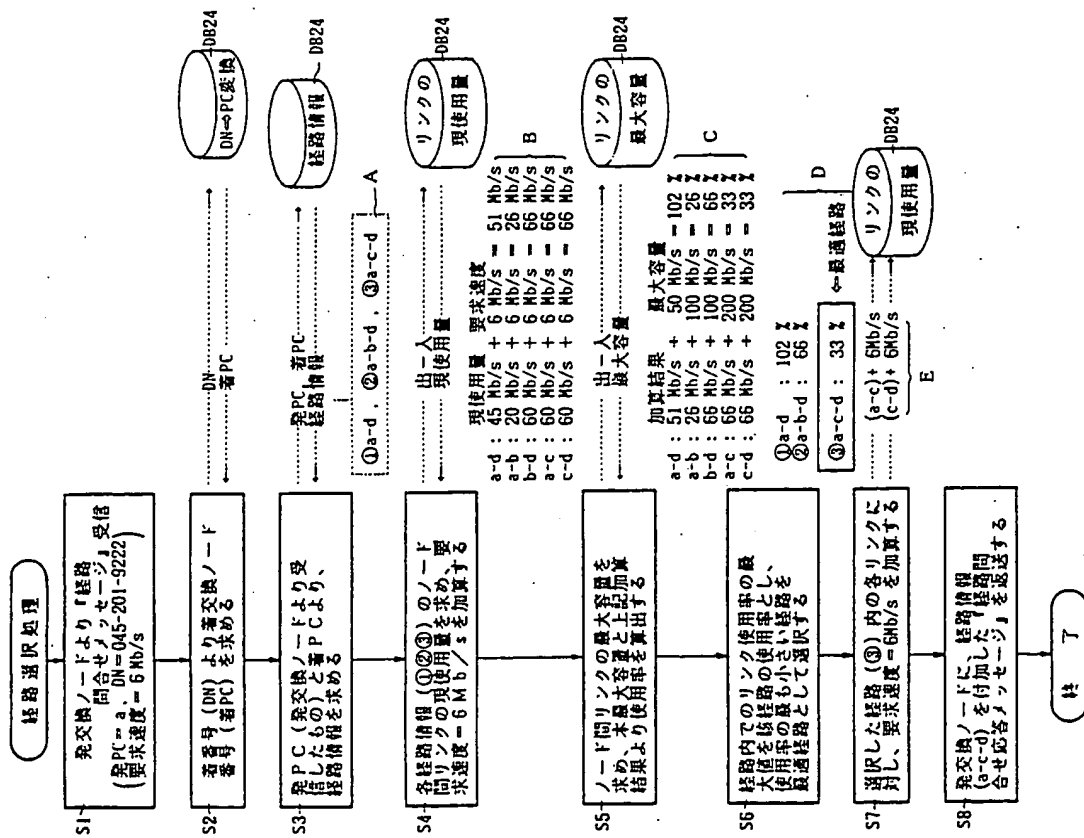 経路選択処理
S1
発交換ノードより『経路
問合せメッセージ』受信
(発PC=a、DN=045-201-9222
要求速度=6Mb/s)
S2
着番号(DN)より着交換ノード
番号(着PC)を求める
DN
着PC
DN⇔PC変換
DB24
S3
発PC(発交換ノードより受
信したもの)と着PCより、
経路情報を求める
発PC、着PC
経路情報
経路情報
DB24
①a-d , ②a-b-d , ③a-c-d
A
S4
各経路情報(①②③)のノード
間リンクの現使用量を求め、要
求速度=6Mb/sを加算する
出-入
現使用量
リンクの
現使用量
DB24
現使用量 要求速度
a-d : 45 Mb/s + 6 Mb/s = 51 Mb/s
a-b : 20 Mb/s + 6 Mb/s = 26 Mb/s
b-d : 60 Mb/s + 6 Mb/s = 66 Mb/s
a-c : 60 Mb/s + 6 Mb/s = 66 Mb/s
c-d : 60 Mb/s + 6 Mb/s = 66 Mb/s
B
S5
ノード間リンクの最大容量を
求め、本最大容量と上記加算
結果より使用率を算出する
出-入
最大容量
リンクの
最大容量
DB24
加算結果 最大容量
a-d : 51 Mb/s ÷ 50 Mb/s =102 %
a-b : 26 Mb/s ÷ 100 Mb/s = 26 %
b-d : 66 Mb/s ÷ 100 Mb/s = 66 %
a-c : 66 Mb/s ÷ 200 Mb/s = 33 %
c-d : 66 Mb/s ÷ 200 Mb/s = 33 %
C
S6
経路内でのリンク使用率の最
大値を該経路の使用率とし、
使用率の最も小さい経路を
最適経路として選択する
①a-d : 102 %
②a-b-d : 66 %
③a-c-d : 33 %
⇐最適経路
D
S7
選択した経路(③)内の各リンクに
対し、要求速度=6Mb/sを加算する
(a-c)+ 6Mb/s
(c-d)+ 6Mb/s
E
リンクの
現使用量
DB24
S8
発交換ノードに、経路情報
(a-c-d)を付加した『経路問
合せ応答メッセージ』を返送する
終 了